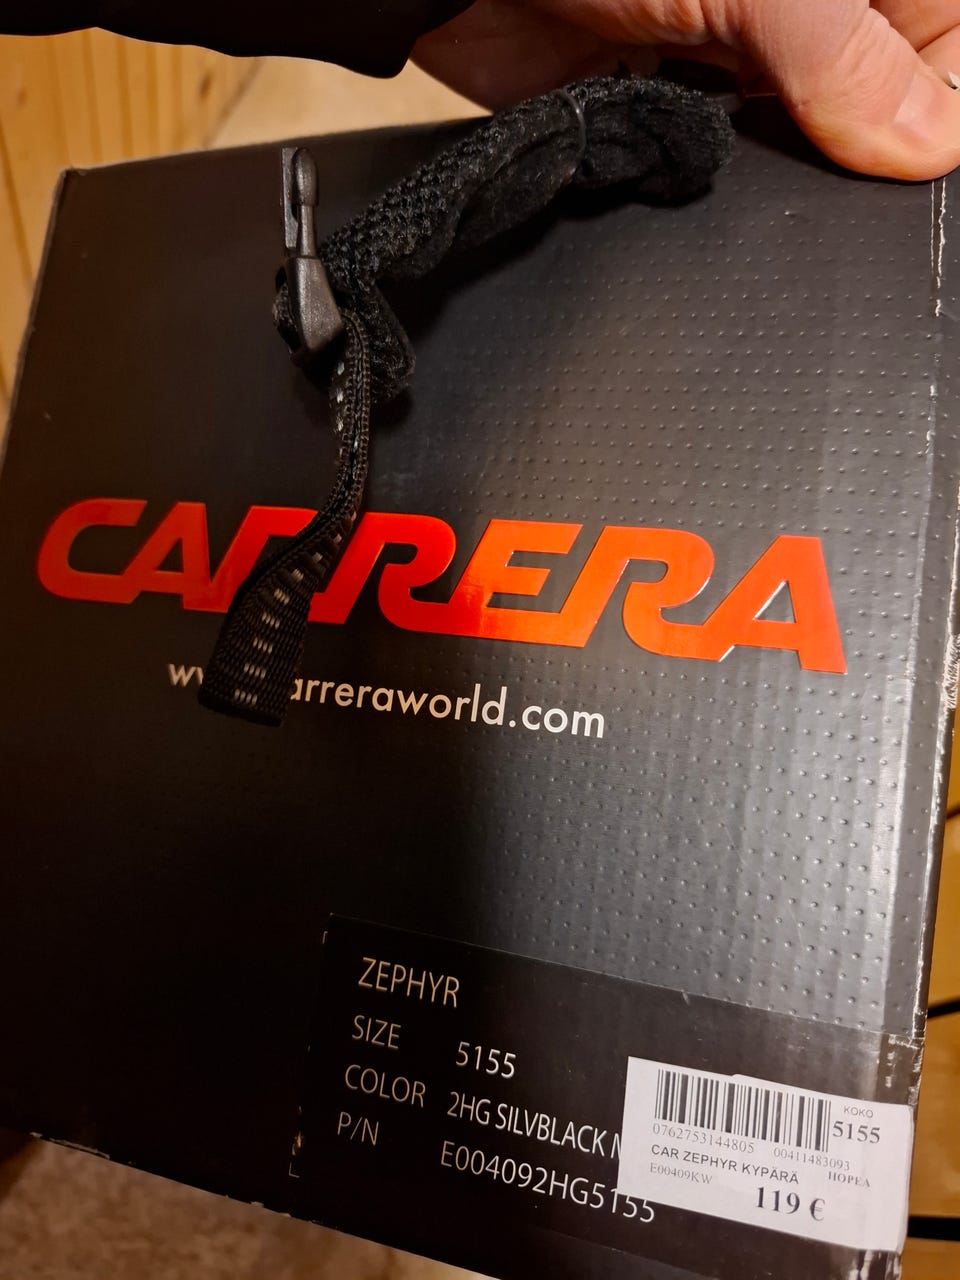 CARRERA
arreraworld.com
ZEPHYR
SIZE 5155
COLOR 2HG SILVBLACK
P/N E004092HG5155
KOKO
5155
0762753144805 00411483093
CAR ZEPHYR KYPÄRÄ HOPEA
E00409KW 119 €